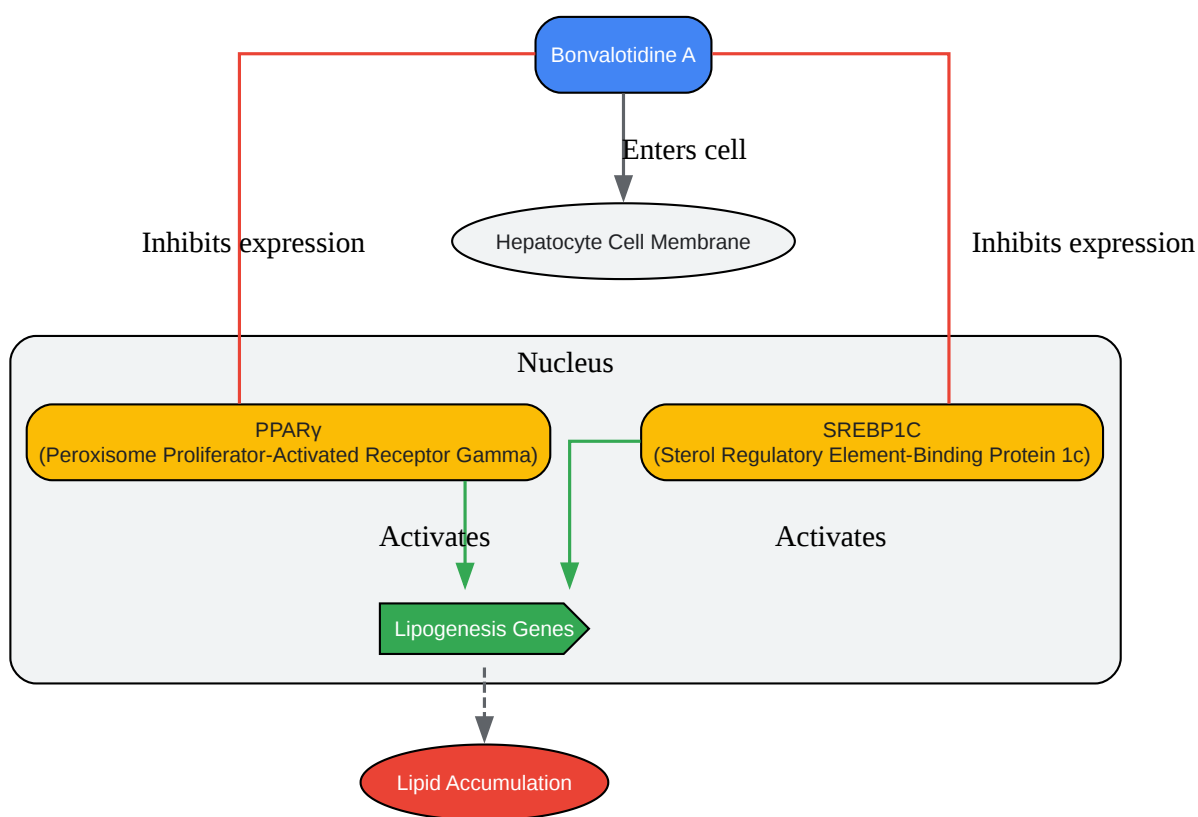 Bonvalotidine A
Enters cell
Hepatocyte Cell Membrane
Inhibits expression
Inhibits expression
Nucleus
PPARγ
(Peroxisome Proliferator-Activated Receptor Gamma)
SREBP1C
(Sterol Regulatory Element-Binding Protein 1c)
Activates
Activates
Lipogenesis Genes
Lipid Accumulation